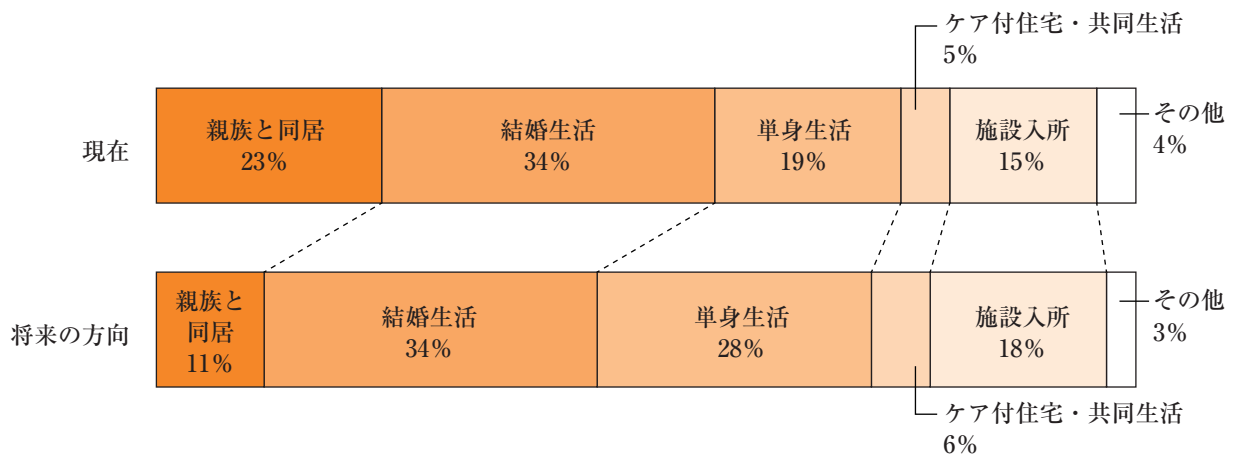 ケア付住宅・共同生活
5%
現在
親族と同居
23%
結婚生活
34%
単身生活
19%
施設入所
15%
その他
4%
将来の方向
親族と
同居
11%
結婚生活
34%
単身生活
28%
施設入所
18%
その他
3%
ケア付住宅・共同生活
6%